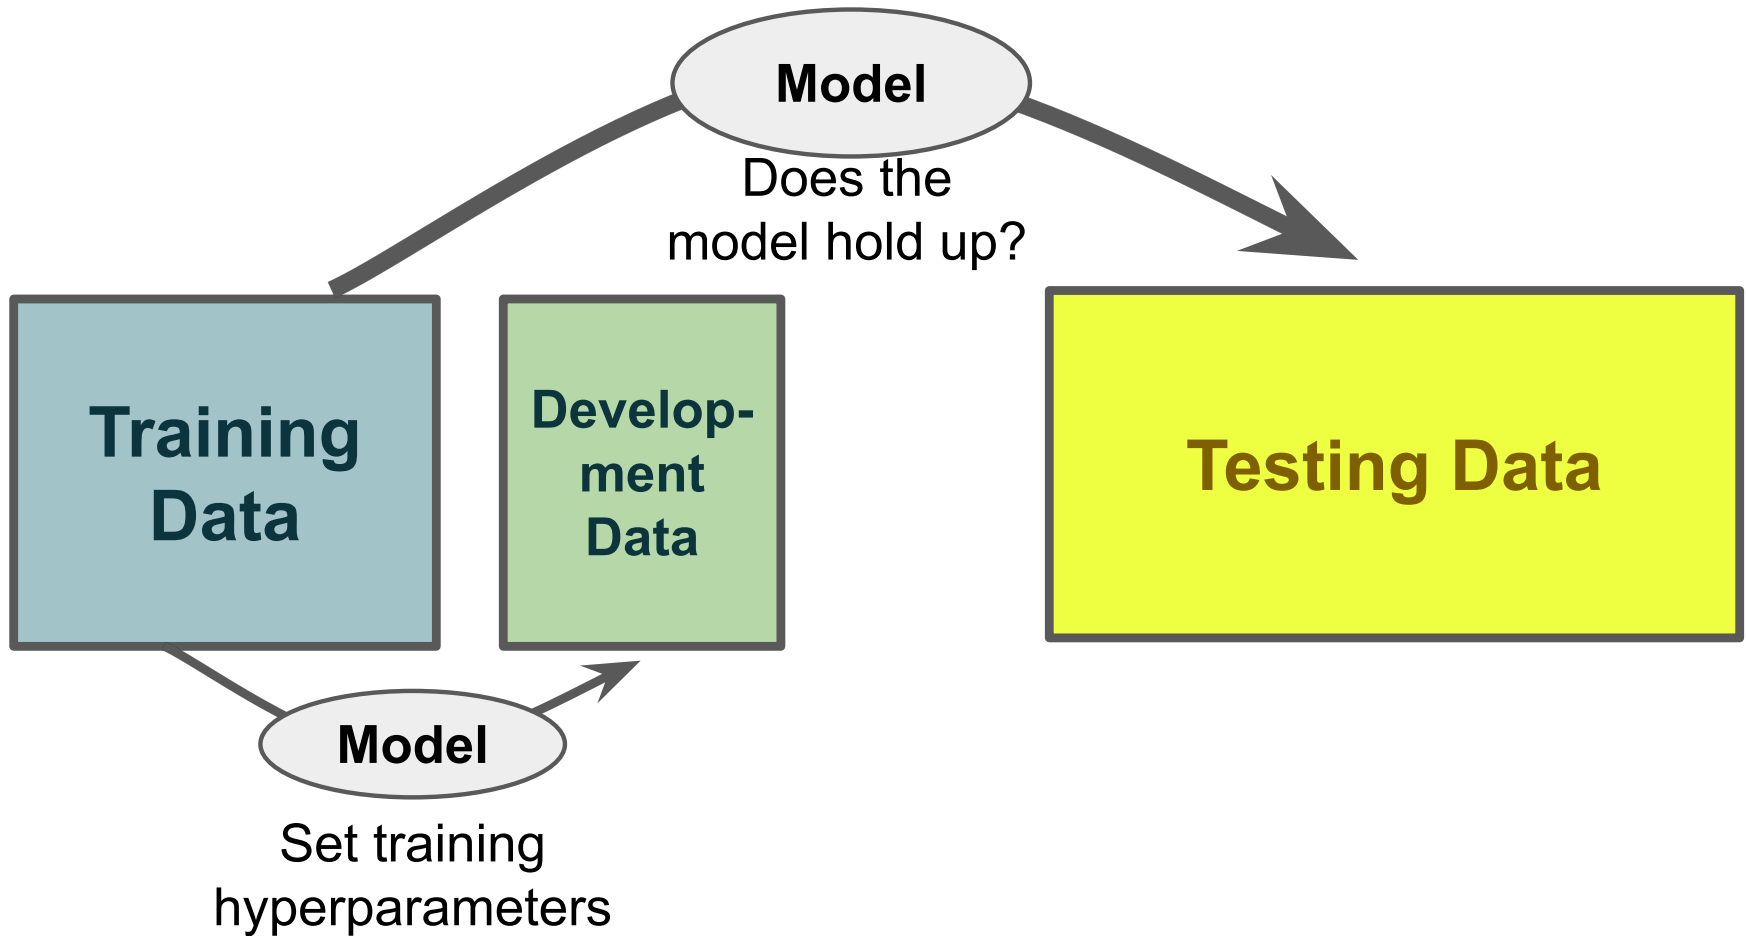 Model
Does the
model hold up?
Training
Data
Develop-
ment
Data
Testing Data
Model
Set training
hyperparameters